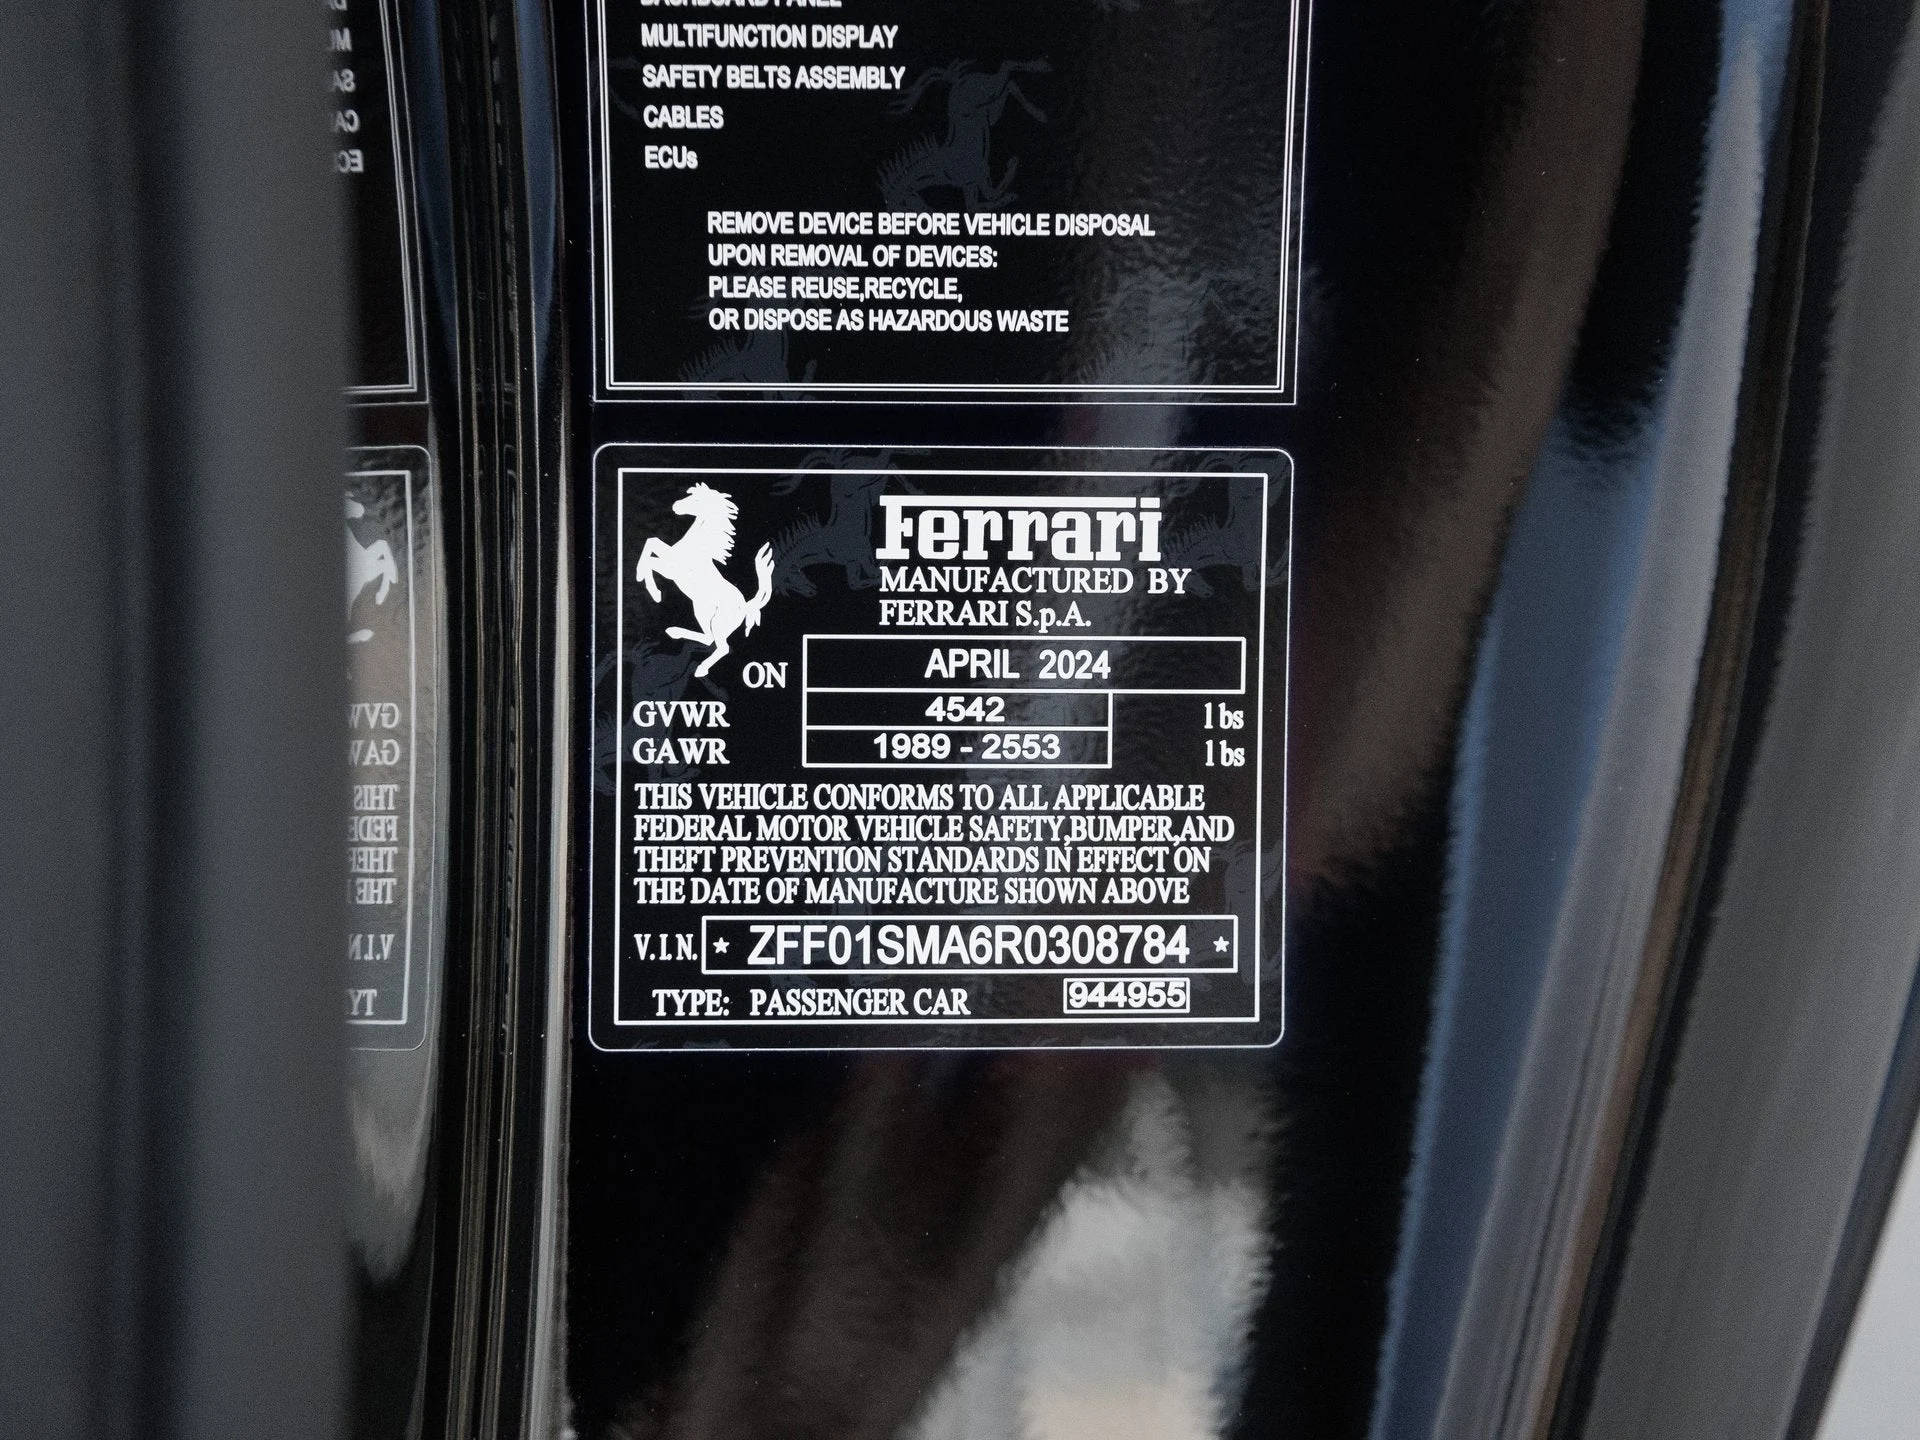 DASHBOARD PANEL
MULTIFUNCTION DISPLAY
SAFETY BELTS ASSEMBLY
CABLES
ECUs
REMOVE DEVICE BEFORE VEHICLE DISPOSAL
UPON REMOVAL OF DEVICES:
PLEASE REUSE,RECYCLE,
OR DISPOSE AS HAZARDOUS WASTE
Ferrari
MANUFACTURED BY
FERRARI S.p.A.
ON APRIL 2024
GVWR 4542 lbs
GAWR 1989 - 2553 lbs
THIS VEHICLE CONFORMS TO ALL APPLICABLE
FEDERAL MOTOR VEHICLE SAFETY,BUMPER,AND
THEFT PREVENTION STANDARDS IN EFFECT ON
THE DATE OF MANUFACTURE SHOWN ABOVE
V.I.N. ★ ZFF01SMA6R0308784 ★
TYPE: PASSENGER CAR 944955